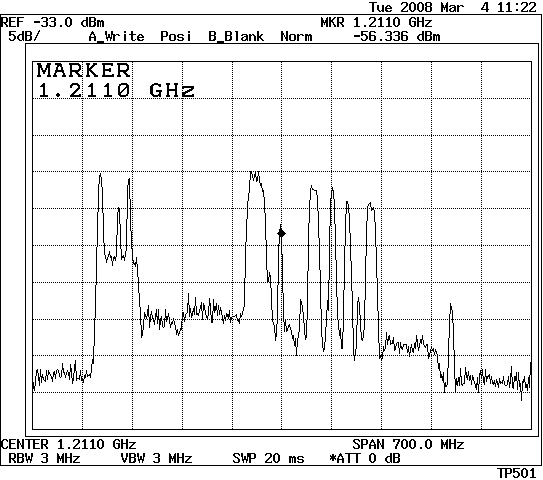 Tue 2008 Mar 4 11:22
REF -33.0 dBm MKR 1.2110 GHz
5dB/ A_Write Posi B_Blank Norm -56.336 dBm
MARKER
1.2110 GHz
CENTER 1.2110 GHz SPAN 700.0 MHz
RBW 3 MHz VBW 3 MHz SWP 20 ms *ATT 0 dB
TP501